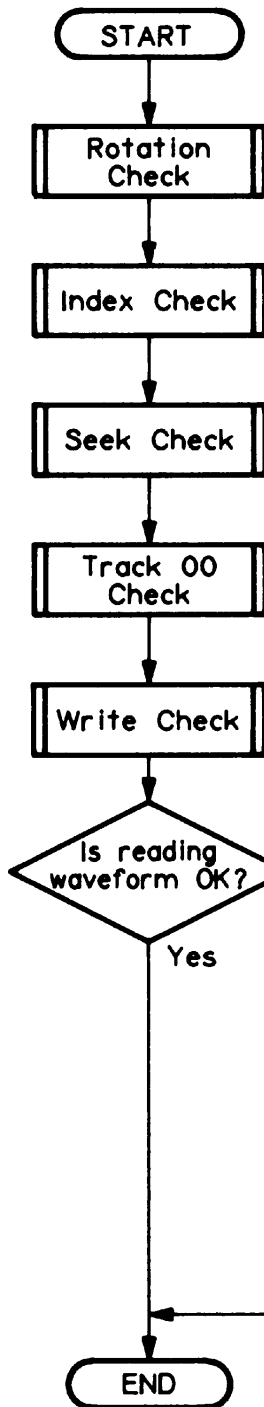 START
Rotation
Check
Index Check
Seek Check
Track 00
Check
Write Check
Is reading
waveform OK?
Yes
END